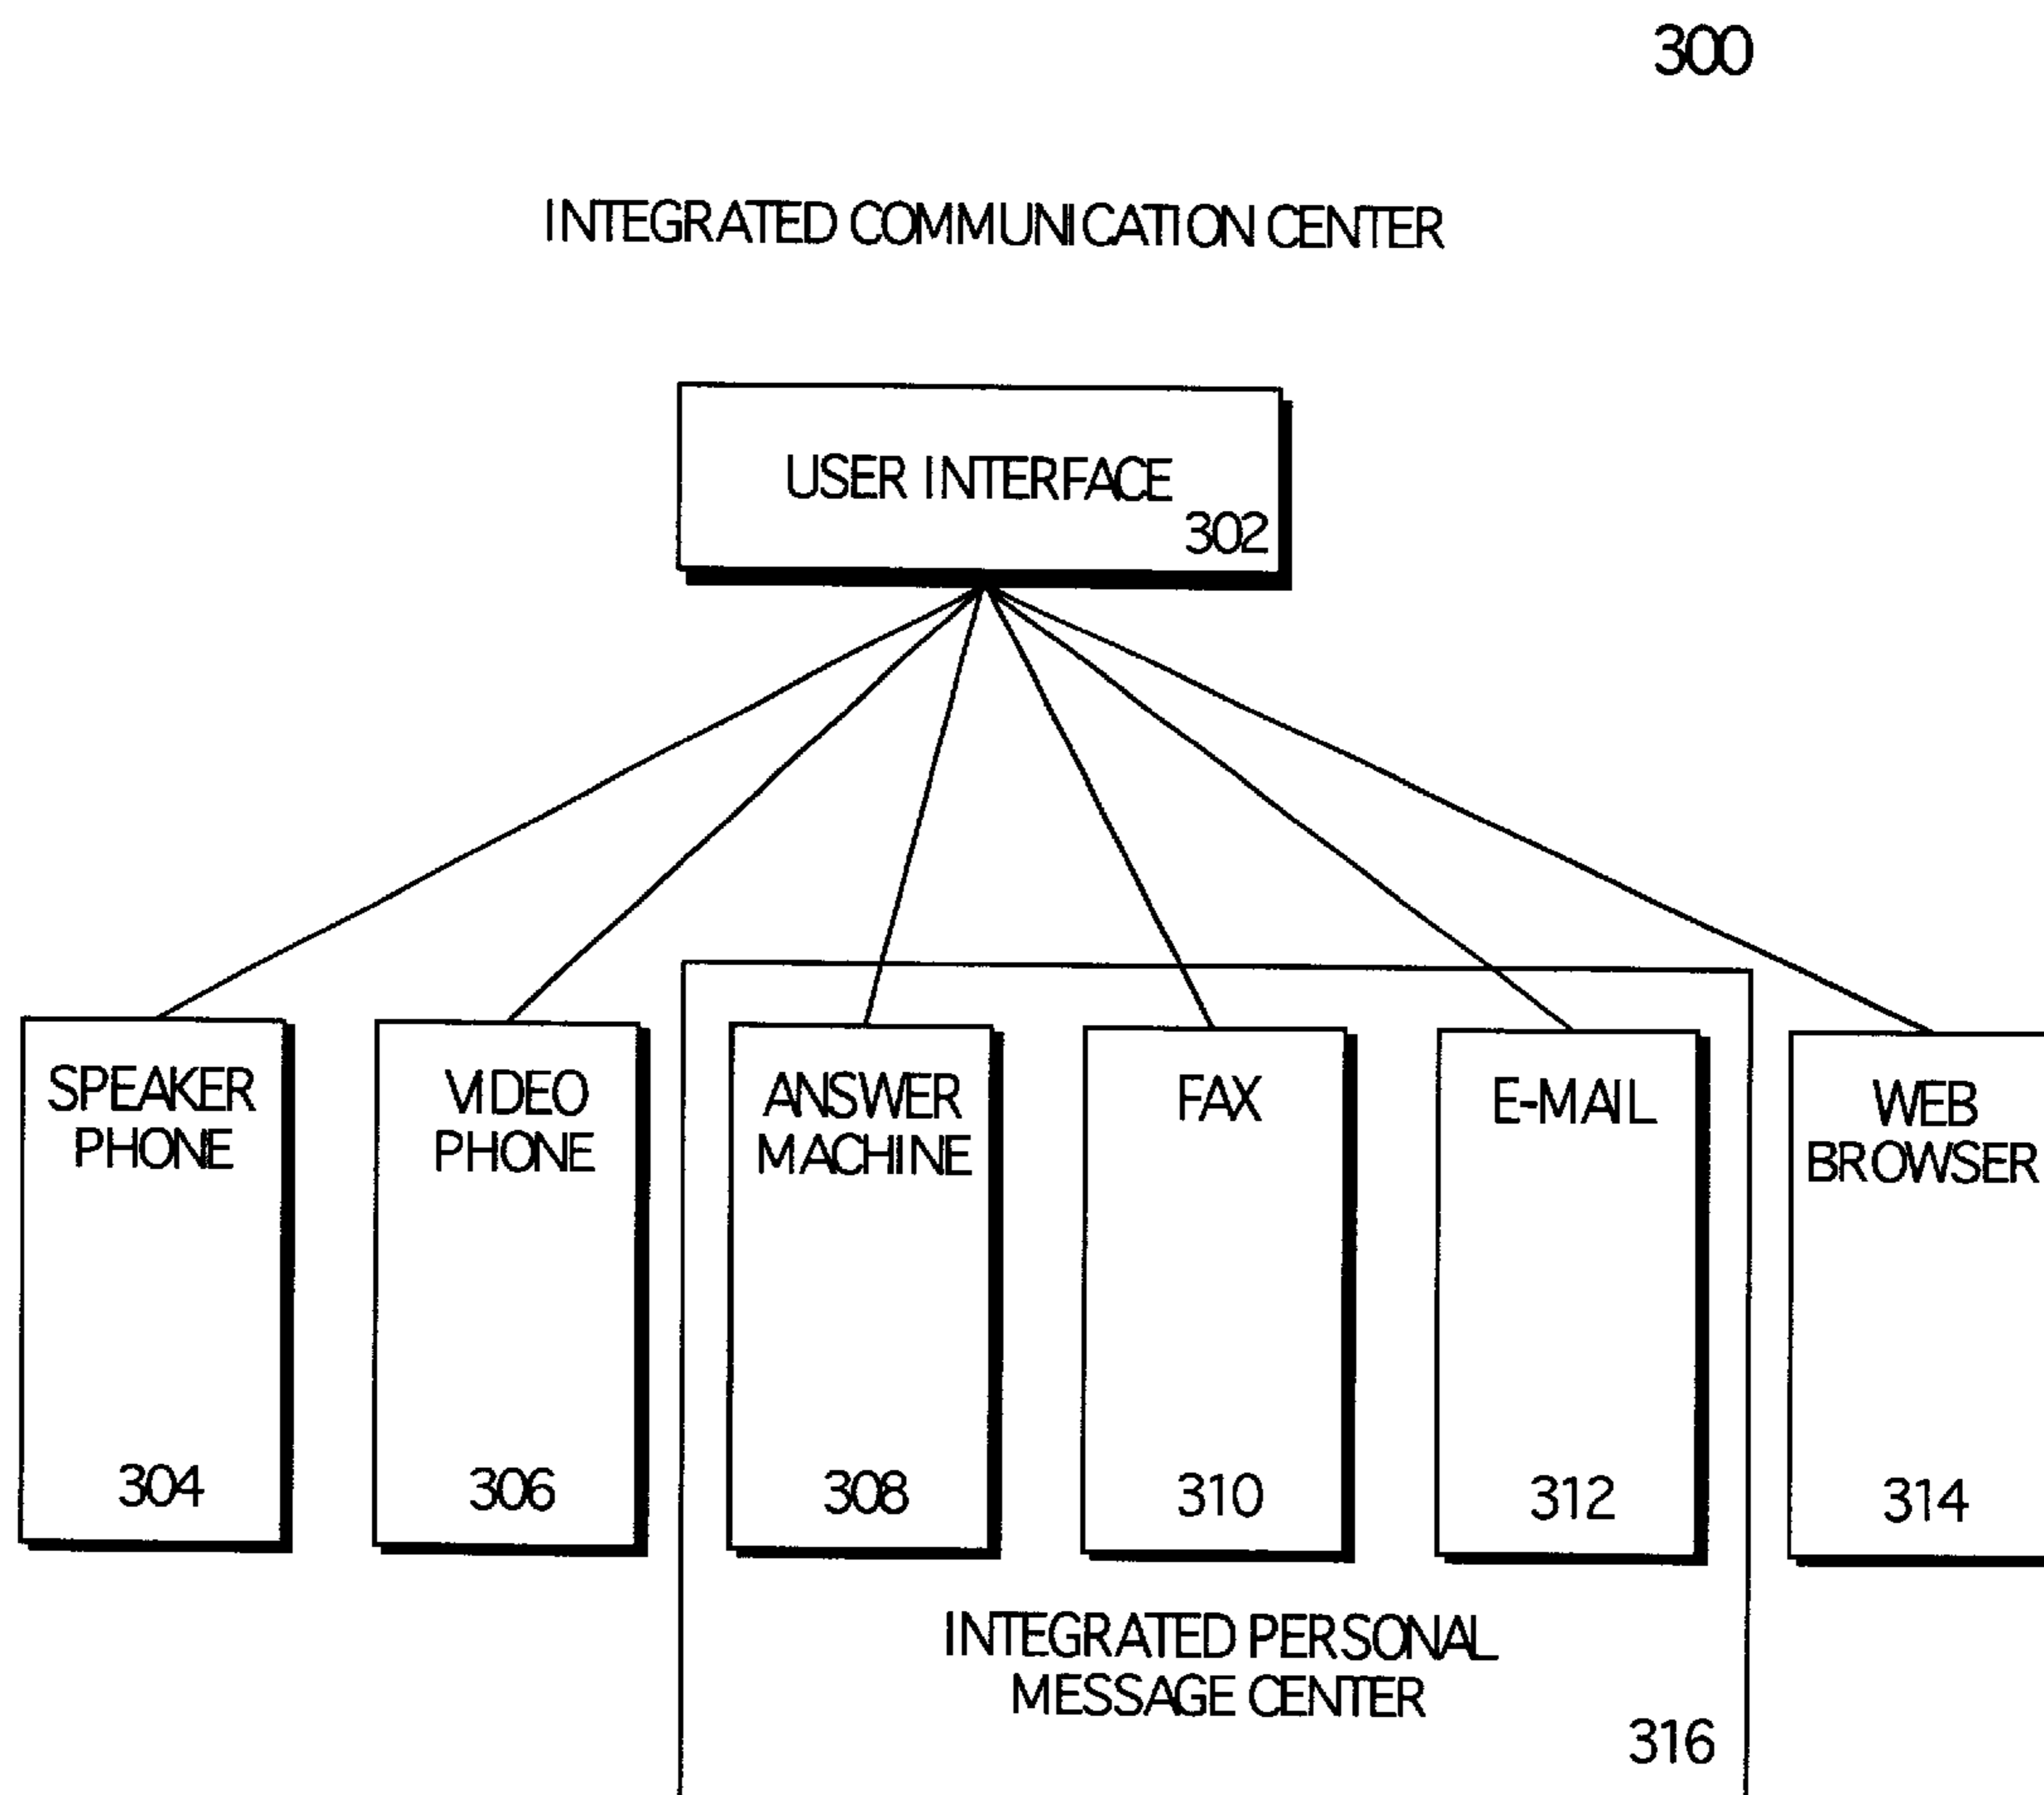 300
INTEGRATED COMMUNICATION CENTER
USER INTERFACE
302
SPEAKER
PHONE
304
VIDEO
PHONE
306
ANSWER
MACHINE
308
FAX
310
E-MAIL
312
WEB
BROWSER
314
INTEGRATED PERSONAL
MESSAGE CENTER
316